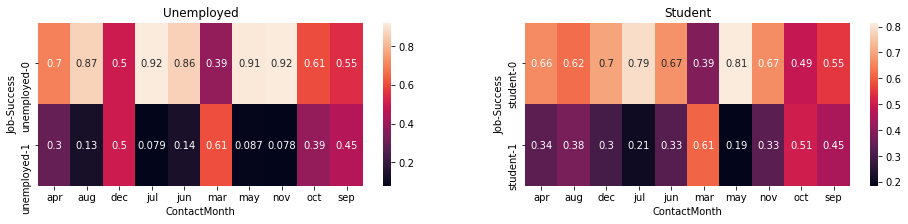 Unemployed
Job-Success
unemployed-0
unemployed-1
0.7 0.87 0.5 0.92 0.86 0.39 0.91 0.92 0.61 0.55
0.3 0.13 0.5 0.079 0.14 0.61 0.087 0.078 0.39 0.45
apr aug dec jul jun mar may nov oct sep
ContactMonth
0.8
0.6
0.4
0.2
Student
Job-Success
student-0
student-1
0.66 0.62 0.7 0.79 0.67 0.39 0.81 0.67 0.49 0.55
0.34 0.38 0.3 0.21 0.33 0.61 0.19 0.33 0.51 0.45
apr aug dec jul jun mar may nov oct sep
ContactMonth
0.8
0.7
0.6
0.5
0.4
0.3
0.2